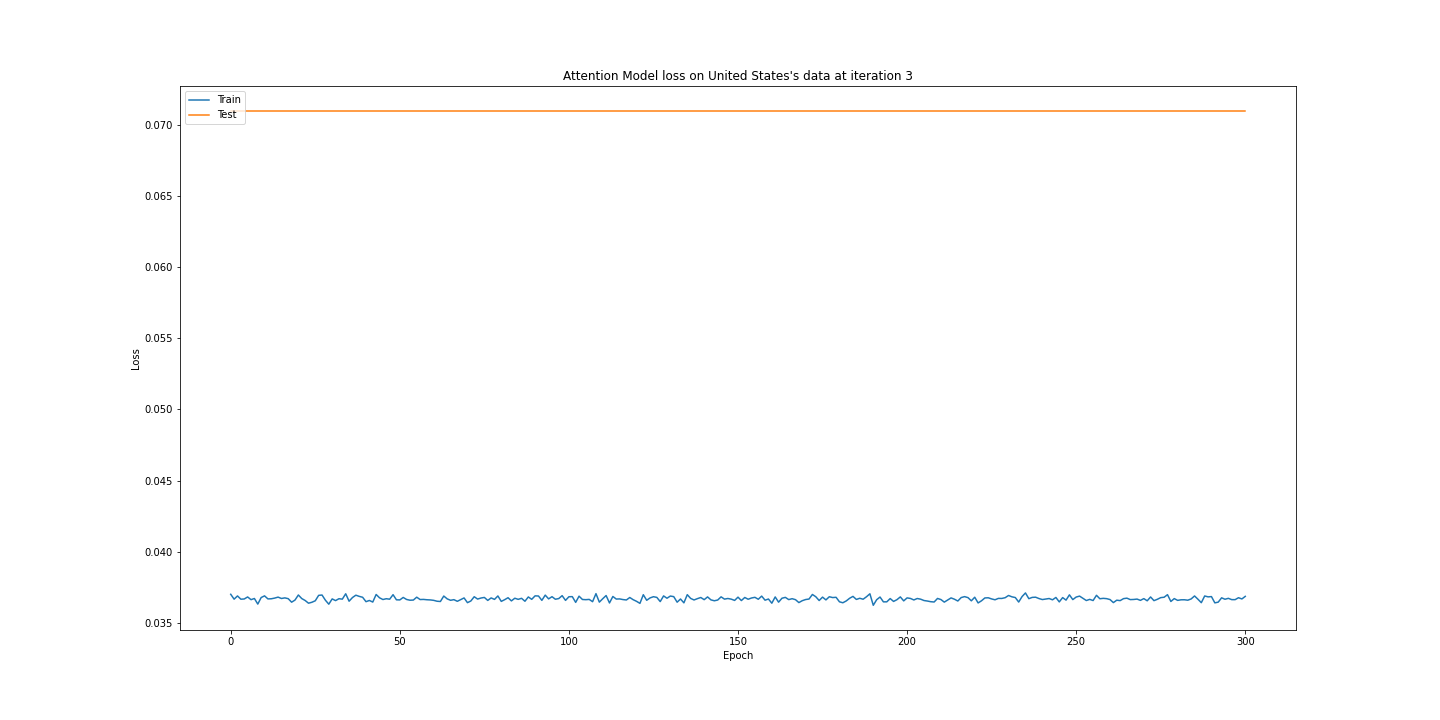 Attention Model loss on United States's data at iteration 3
Train
Test
0.070
0.065
0.060
0.055
0.050
0.045
0.040
0.035
Loss
0 50 100 150 200 250 300
Epoch